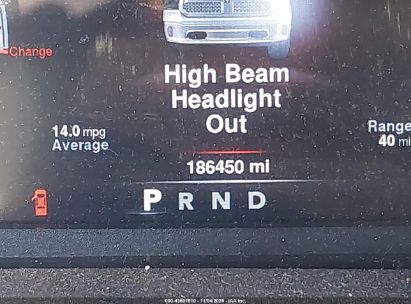 Change
High Beam
Headlight
Out
14.0 mpg
Average
Range
40 mi
186450 mi
P R N D